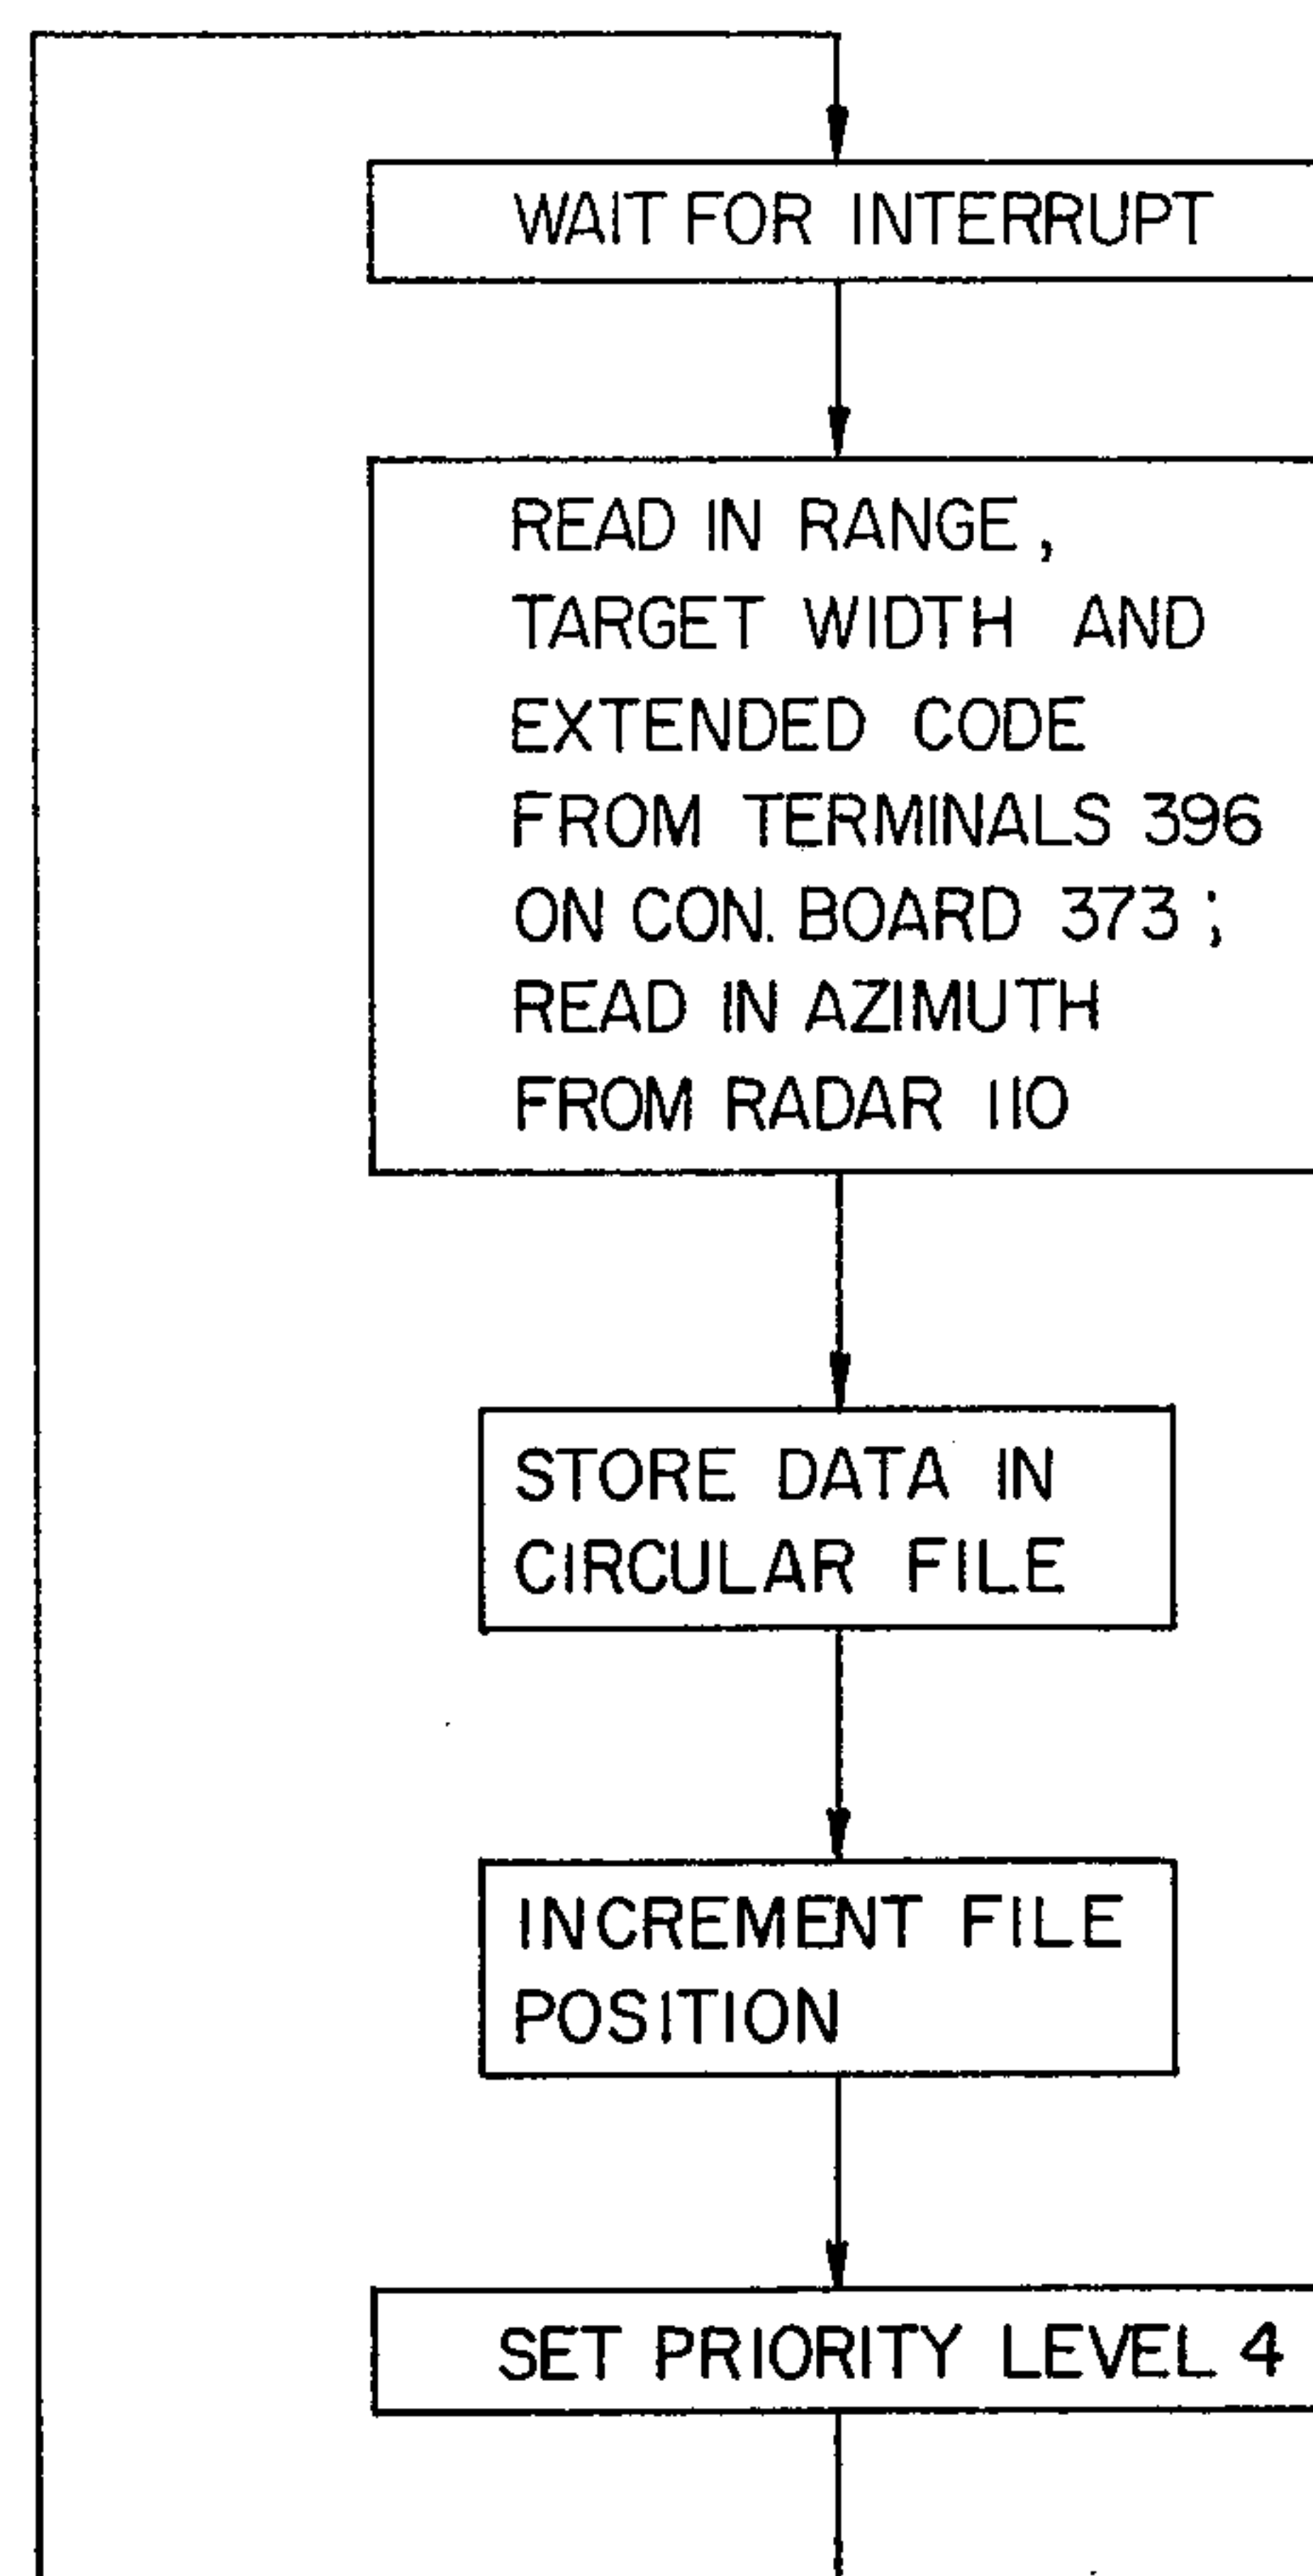 WAIT FOR INTERRUPT
READ IN RANGE,
TARGET WIDTH AND
EXTENDED CODE
FROM TERMINALS 396
ON CON. BOARD 373;
READ IN AZIMUTH
FROM RADAR 110
STORE DATA IN
CIRCULAR FILE
INCREMENT FILE
POSITION
SET PRIORITY LEVEL 4